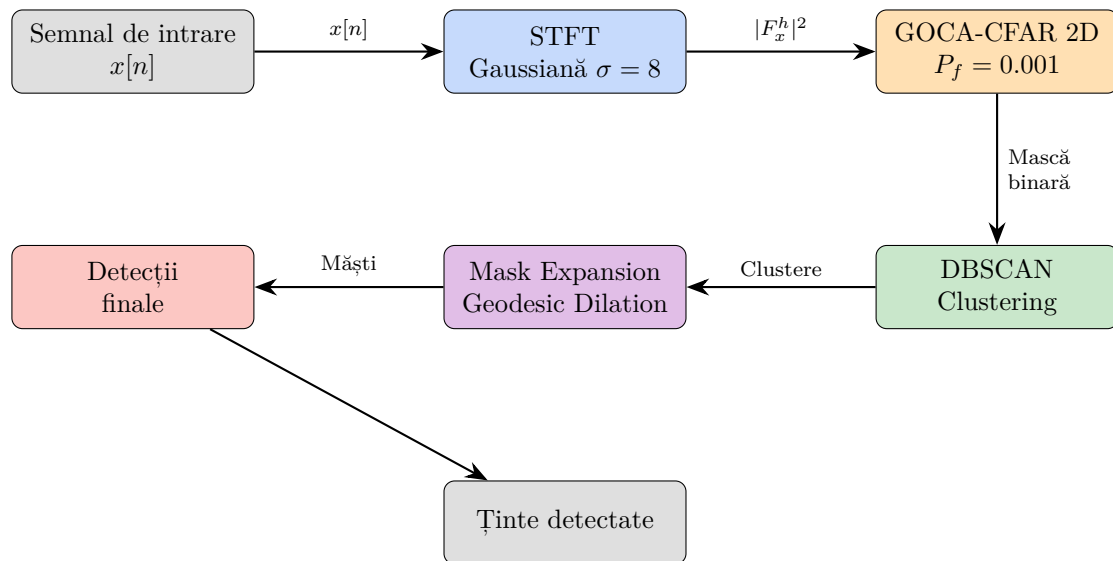 Semnal de intrare
x[n]
x[n]
STFT
Gaussiană σ = 8
|F_x^h|^2
GOCA-CFAR 2D
P_f = 0.001
Mască
binară
DBSCAN
Clustering
Clustere
Mask Expansion
Geodesic Dilation
Măști
Detecții
finale
Ținte detectate